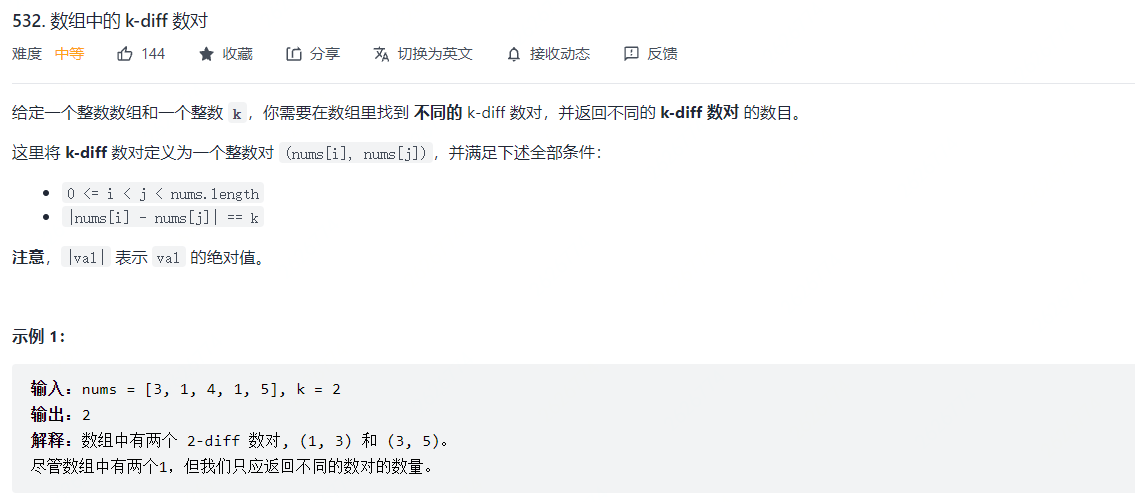 532. 数组中的 k-diff 数对
难度 中等 144 收藏 分享 切换为英文 接收动态 反馈
给定一个整数数组和一个整数 k，你需要在数组里找到 不同的 k-diff 数对，并返回不同的 k-diff 数对 的数目。
这里将 k-diff 数对定义为一个整数对 (nums[i], nums[j])，并满足下述全部条件：
0 <= i < j < nums.length
|nums[i] - nums[j]| == k
注意，|val| 表示 val 的绝对值。
示例 1：
输入：nums = [3, 1, 4, 1, 5], k = 2
输出：2
解释：数组中有两个 2-diff 数对, (1, 3) 和 (3, 5)。
尽管数组中有两个1，但我们只应返回不同的数对的数量。